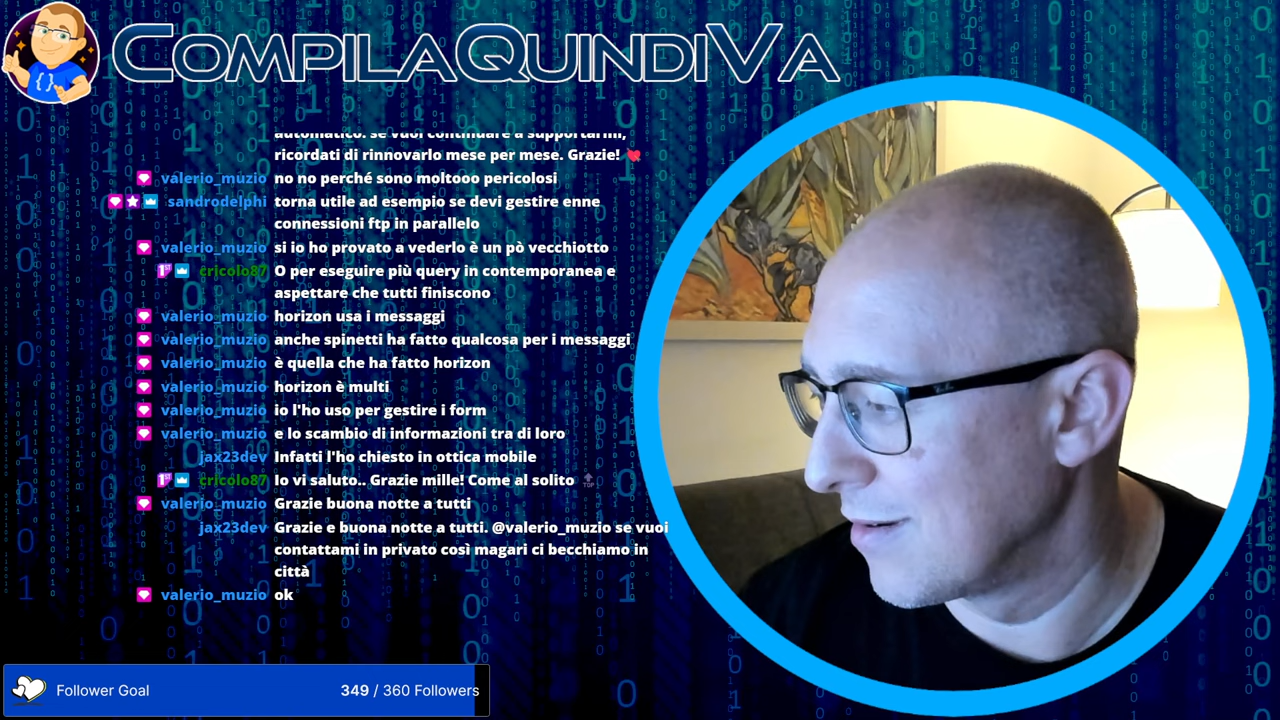 CompilaQuindiVa
automatico. se vuoi continuare a supportarmi,
ricordati di rinnovarlo mese per mese. Grazie!
valerio_muzio no no perché sono moltooo pericolosi
sandrodelphi torna utile ad esempio se devi gestire enne
connessioni ftp in parallelo
valerio_muzio si io ho provato a vederlo è un pò vecchiotto
cricolo87 O per eseguire più query in contemporanea e
aspettare che tutti finiscono
valerio_muzio horizon usa i messaggi
valerio_muzio anche spinetti ha fatto qualcosa per i messaggi
valerio_muzio è quella che ha fatto horizon
valerio_muzio horizon è multi
valerio_muzio io l'ho uso per gestire i form
valerio_muzio e lo scambio di informazioni tra di loro
jax23dev Infatti l'ho chiesto in ottica mobile
cricolo87 Io vi saluto.. Grazie mille! Come al solito
valerio_muzio Grazie buona notte a tutti
jax23dev Grazie e buona notte a tutti. @valerio_muzio se vuoi
contattami in privato così magari ci becchiamo in
città
valerio_muzio ok
Follower Goal 349 / 360 Followers